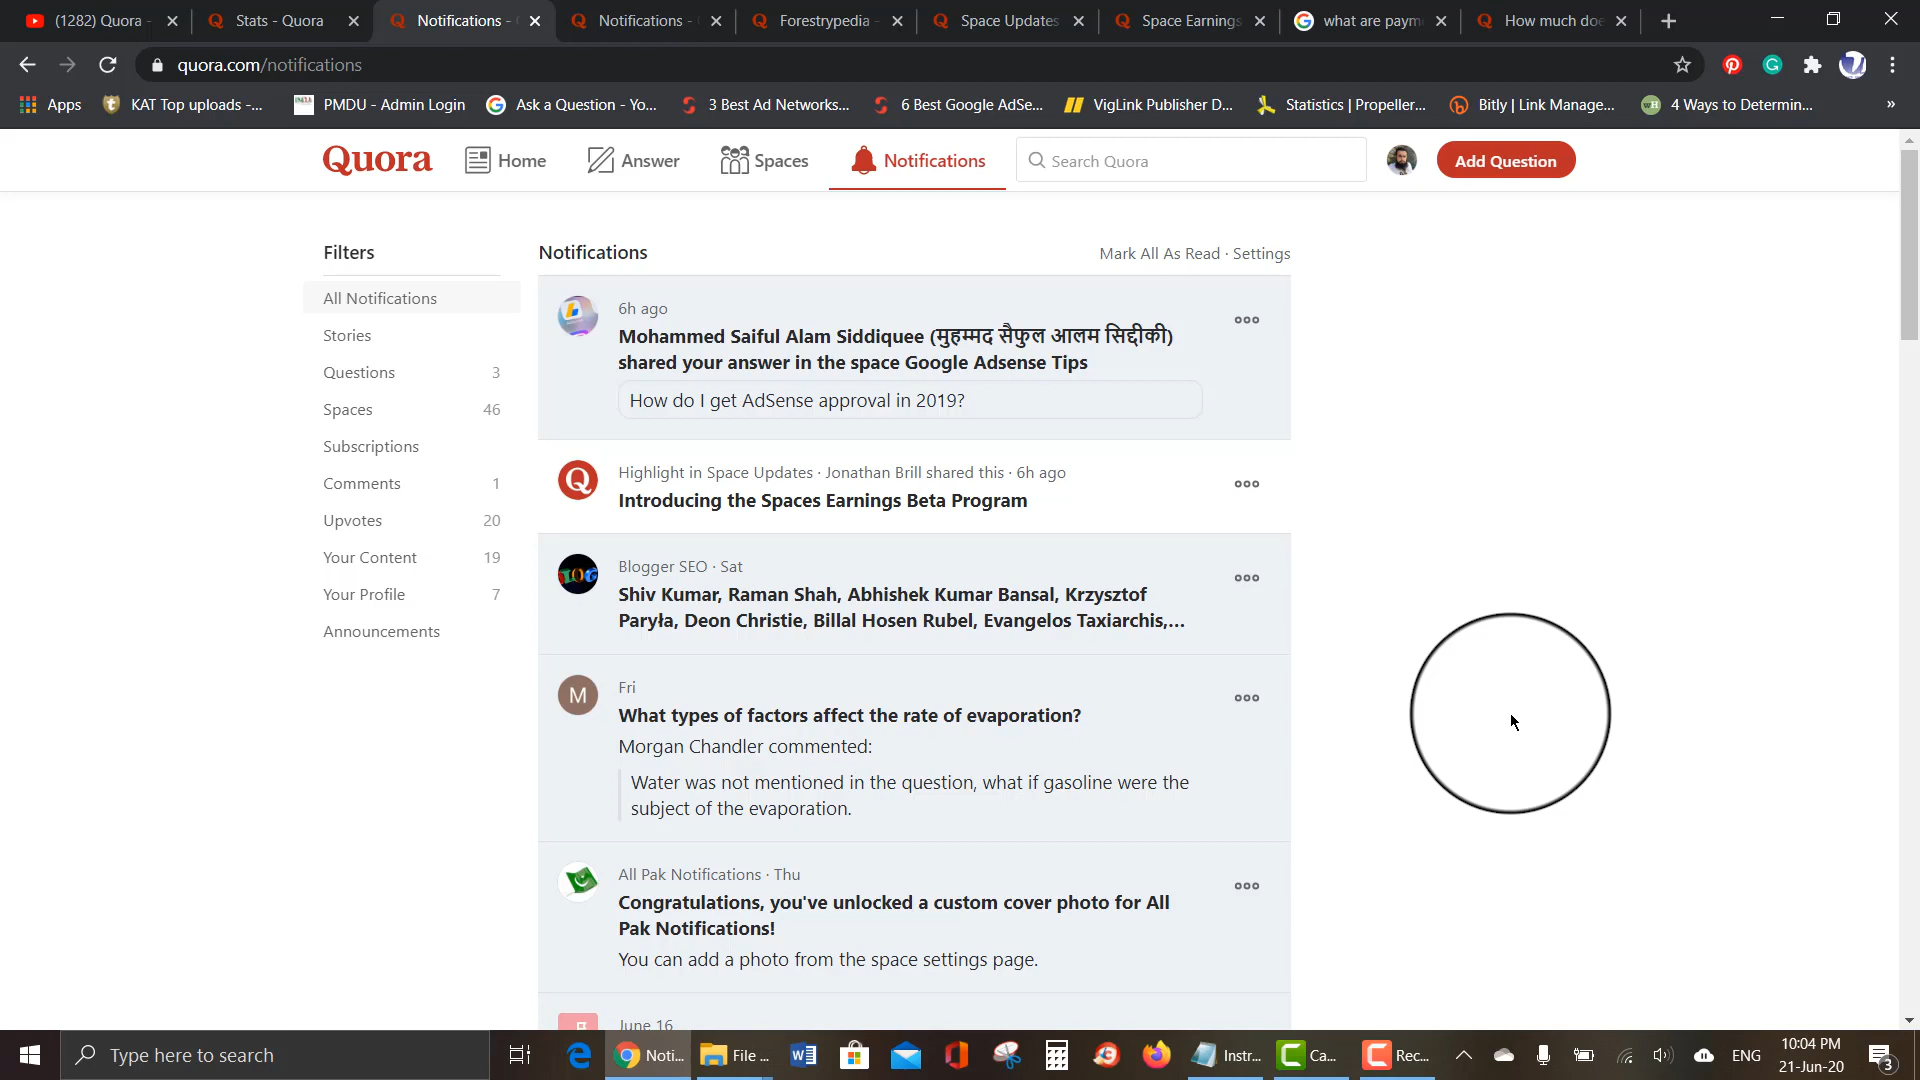 (1282) Quora -
Stats - Quora
Notifications -
Notifications -
Forestrypedia -
Space Updates
Space Earnings
what are paym
How much doe
quora.com/notifications
Apps
KAT Top uploads -...
PMDU - Admin Login
Ask a Question - Yo...
3 Best Ad Networks...
6 Best Google AdSe...
VigLink Publisher D...
Statistics | Propeller...
Bitly | Link Manage...
4 Ways to Determin...
»
Quora
Home
Answer
Spaces
Notifications
Search Quora
Add Question
Filters
All Notifications
Stories
Questions 3
Spaces 46
Subscriptions
Comments 1
Upvotes 20
Your Content 19
Your Profile 7
Announcements
Notifications
Mark All As Read · Settings
6h ago
Mohammed Saiful Alam Siddiquee (मुहम्मद सैफुल आलम सिद्दीकी)
shared your answer in the space Google Adsense Tips
How do I get AdSense approval in 2019?
Highlight in Space Updates · Jonathan Brill shared this · 6h ago
Introducing the Spaces Earnings Beta Program
Blogger SEO · Sat
Shiv Kumar, Raman Shah, Abhishek Kumar Bansal, Krzysztof
Paryła, Deon Christie, Billal Hosen Rubel, Evangelos Taxiarchis,...
M
Fri
What types of factors affect the rate of evaporation?
Morgan Chandler commented:
Water was not mentioned in the question, what if gasoline were the
subject of the evaporation.
All Pak Notifications · Thu
Congratulations, you've unlocked a custom cover photo for All
Pak Notifications!
You can add a photo from the space settings page.
June 16
Type here to search
Noti...
File ...
Instr...
Ca...
Rec...
ENG
10:04 PM
21-Jun-20
3